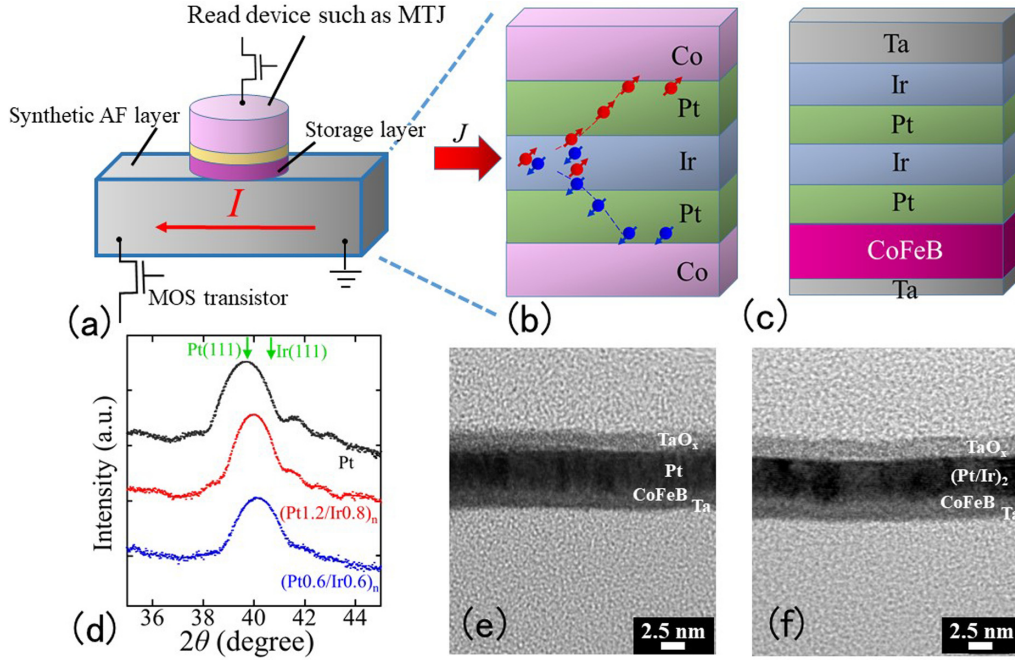 Read device such as MTJ
Synthetic AF layer
Storage layer
I
MOS transistor
(a)
J
Co
Pt
Ir
Pt
Co
(b)
Ta
Ir
Pt
Ir
Pt
CoFeB
Ta
(c)
Pt(111)
Ir(111)
Intensity (a.u.)
Pt
(Pt1.2/Ir0.8)n
(Pt0.6/Ir0.6)n
36 38 40 42 44
2θ (degree)
(d)
TaOx
Pt
CoFeB
Ta
(e)
2.5 nm
TaOx
(Pt/Ir)2
CoFeB
Ta
(f)
2.5 nm